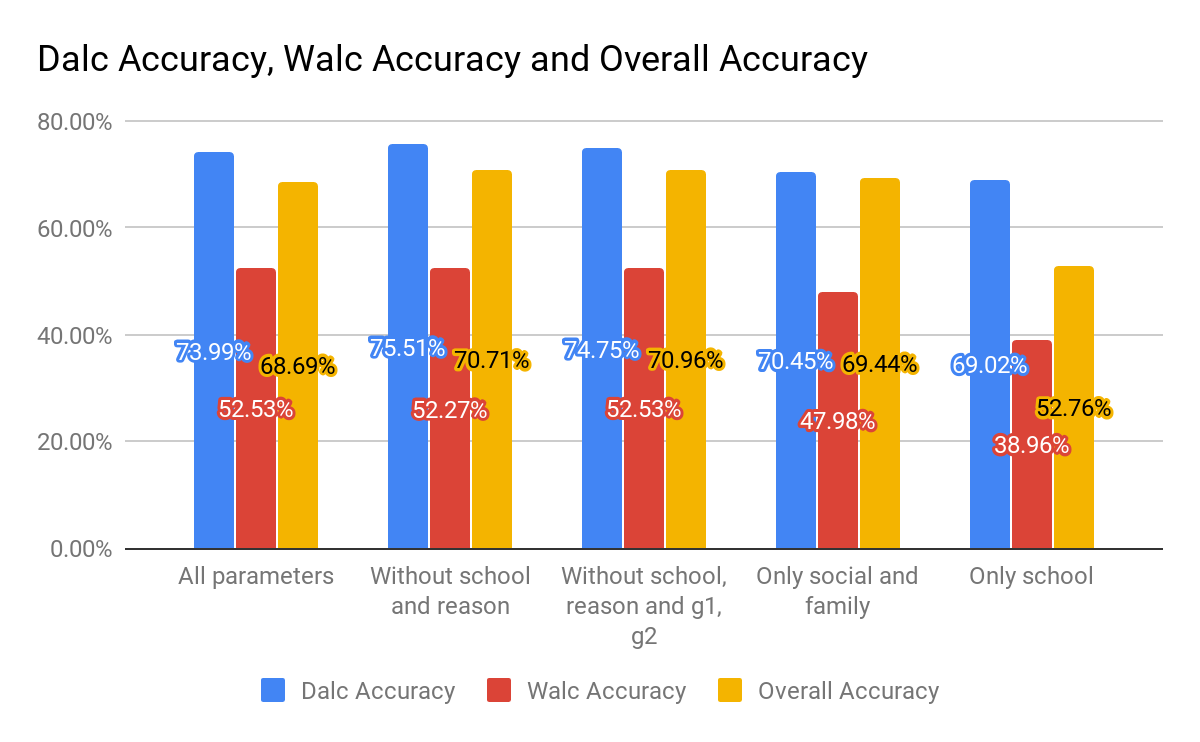 Dalc Accuracy, Walc Accuracy and Overall Accuracy
80.00%
60.00%
40.00%
20.00%
0.00%
73.99%
52.53%
68.69%
75.51%
52.27%
70.71%
74.75%
52.53%
70.96%
70.45%
47.98%
69.44%
69.02%
38.96%
52.76%
All parameters
Without school
and reason
Without school,
reason and g1,
g2
Only social and
family
Only school
Dalc Accuracy
Walc Accuracy
Overall Accuracy